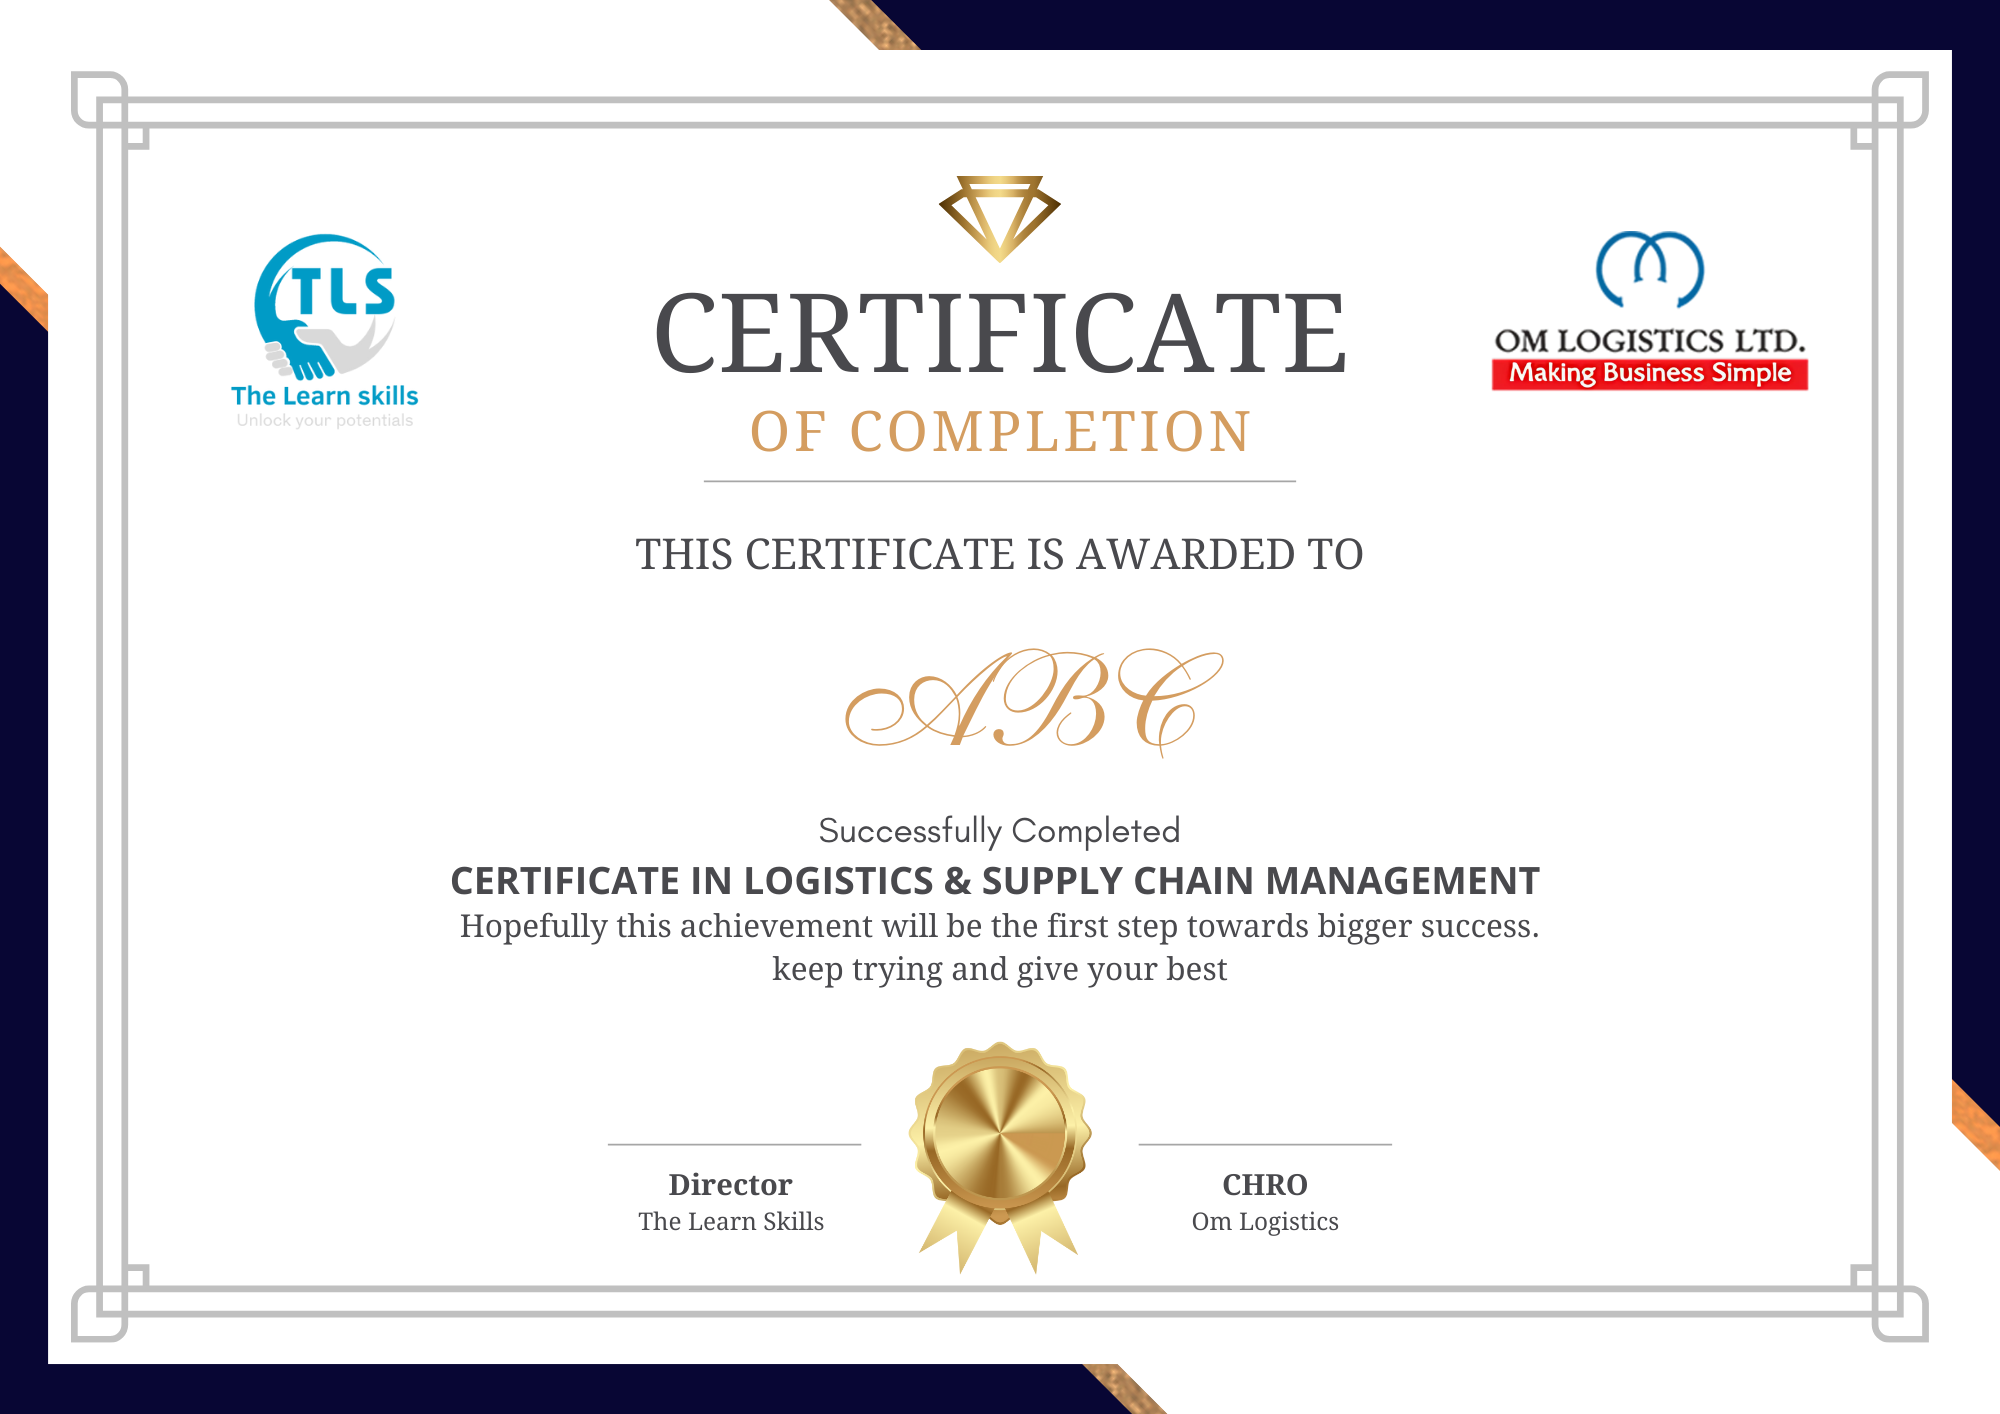 TLS
The Learn skills
Unlock your potentials
OM LOGISTICS LTD.
Making Business Simple
CERTIFICATE
OF COMPLETION
THIS CERTIFICATE IS AWARDED TO
ABC
Successfully Completed
CERTIFICATE IN LOGISTICS & SUPPLY CHAIN MANAGEMENT
Hopefully this achievement will be the first step towards bigger success.
keep trying and give your best
Director
The Learn Skills
CHRO
Om Logistics